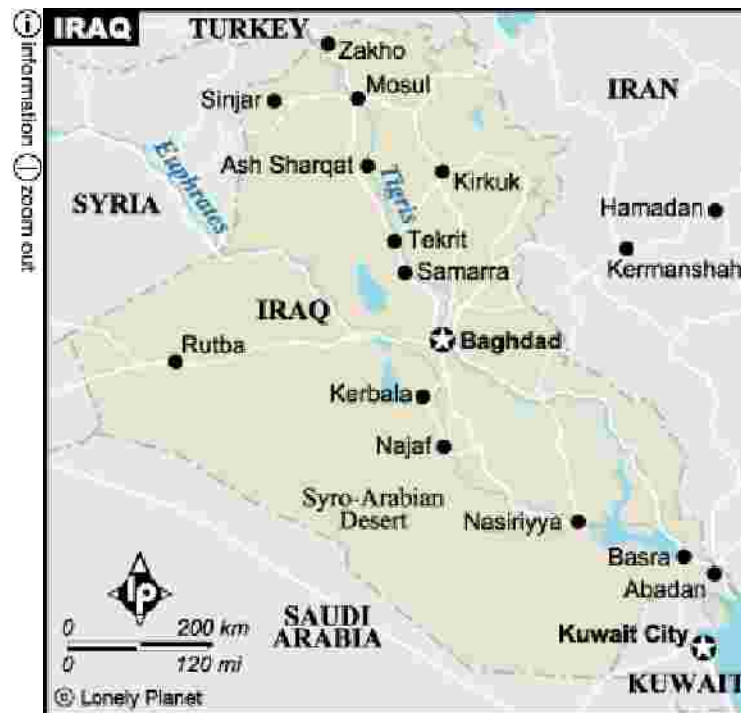 IRAQ
TURKEY
Zakho
Mosul
Sinjar
IRAN
Ash Sharqat
Kirkuk
Euphrates
Tigris
SYRIA
Hamadan
Tekrit
Kermanshah
Samarra
IRAQ
Rutba
Baghdad
Kerbala
Najaf
Syro-Arabian
Desert
Nasiriyya
Basra
Abadan
SAUDI
ARABIA
Kuwait City
KUWAIT
lp
0 200 km
0 120 mi
© Lonely Planet
i information
zoom out